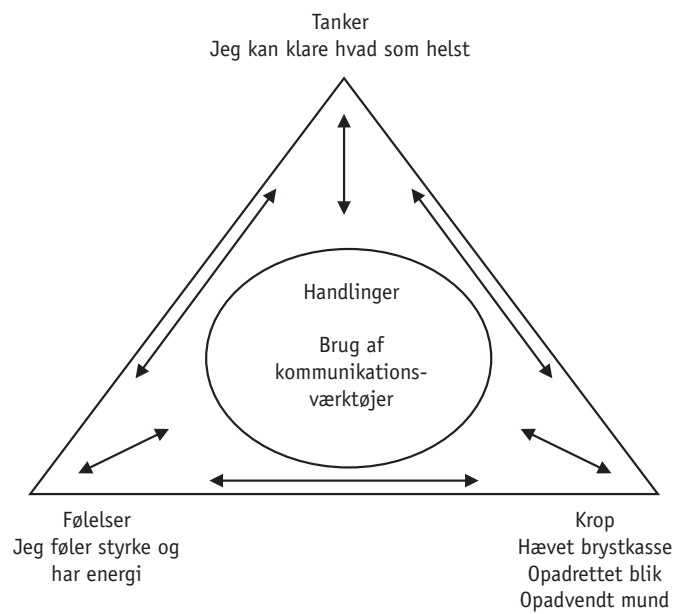 Tanker
Jeg kan klare hvad som helst
Handlinger
Brug af
kommunikations-
værktøjer
Følelser
Jeg føler styrke og
har energi
Krop
Hævet brystkasse
Opadrettet blik
Opadvendt mund